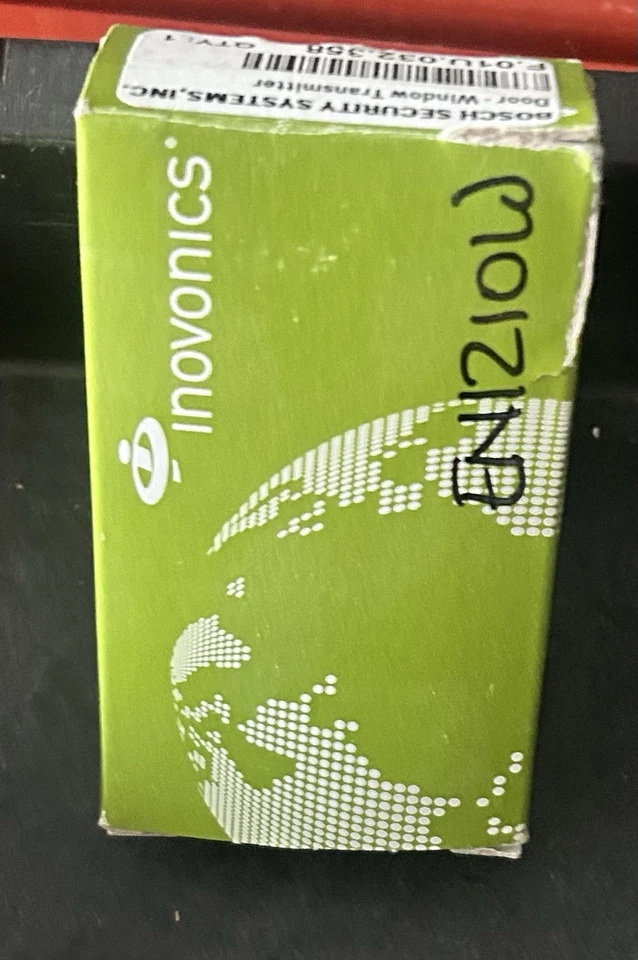 BOSCH SECURITY SYSTEMS, INC.
Door - Window Transmitter
F.01U.032.358
QTY: 1
inovonics
EN1210W